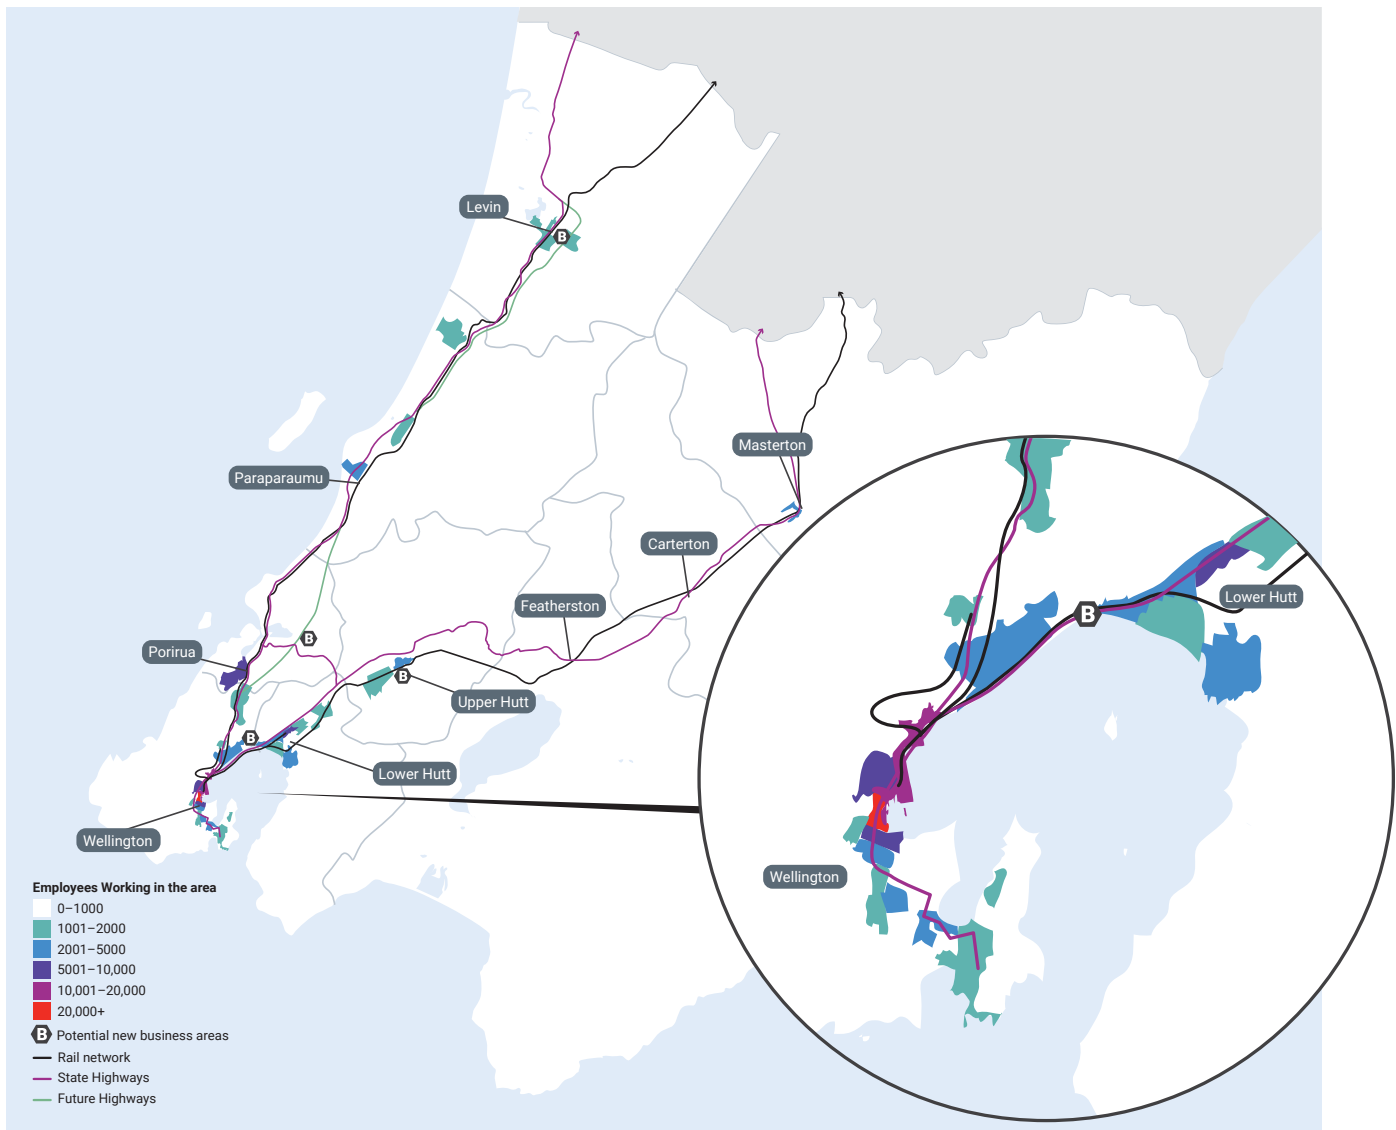 Levin
B
Masterton
Paraparaumu
Carterton
Featherston
B
Porirua
B
Upper Hutt
B
Lower Hutt
Wellington
B
Lower Hutt
Wellington
Employees Working in the area
0–1000
1001–2000
2001–5000
5001–10,000
10,001–20,000
20,000+
B Potential new business areas
Rail network
State Highways
Future Highways